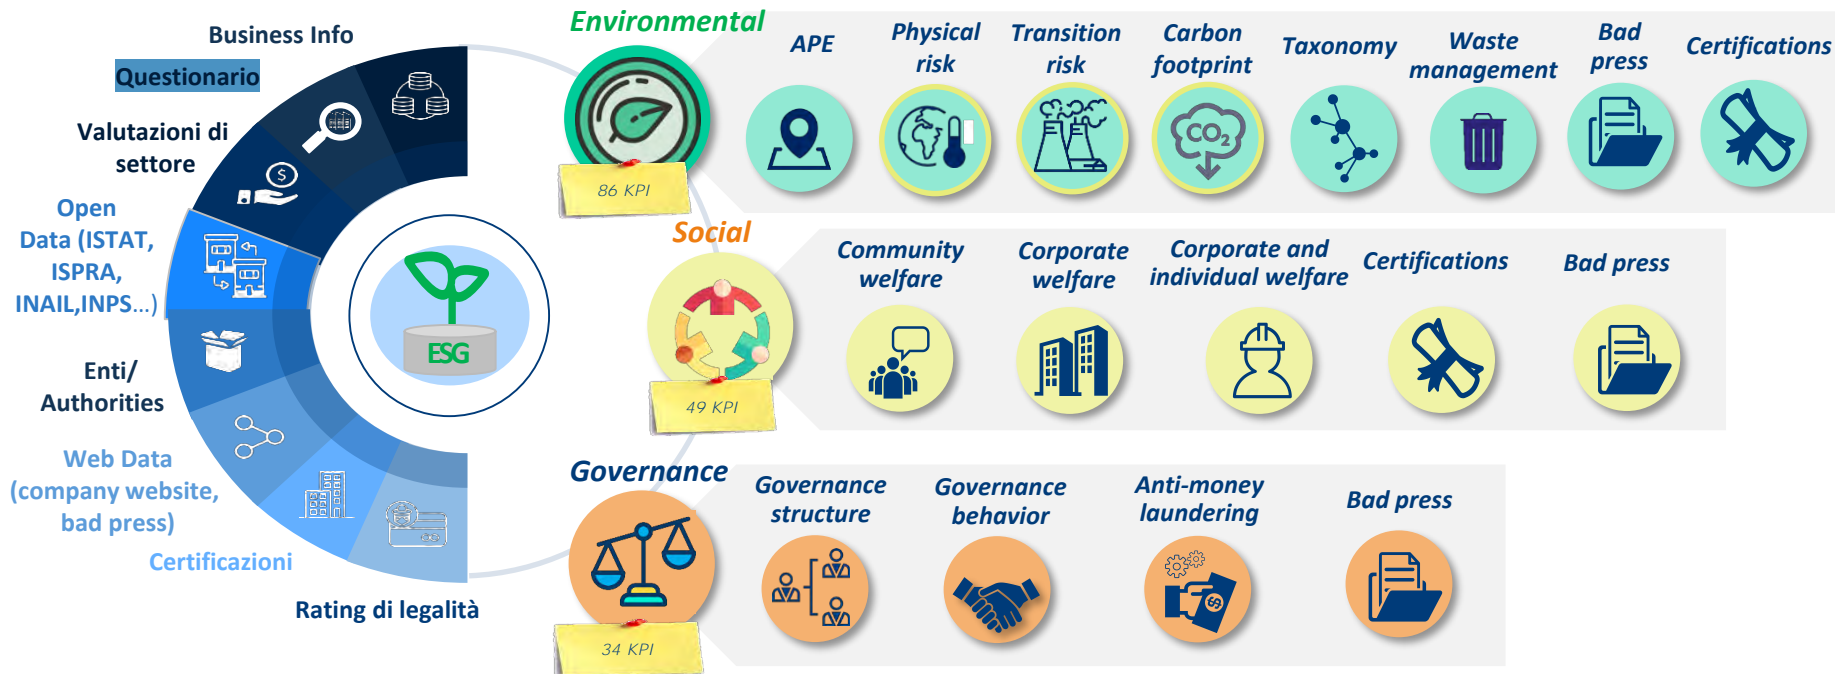 Business Info
Questionario
Valutazioni di
settore
Open
Data (ISTAT,
ISPRA,
INAIL,INPS...)
Enti/
Authorities
Web Data
(company website,
bad press)
Certificazioni
Rating di legalità
ESG
Environmental
86 KPI
APE
Physical
risk
Transition
risk
Carbon
footprint
CO2
Taxonomy
Waste
management
Bad
press
Certifications
Social
49 KPI
Community
welfare
Corporate
welfare
Corporate and
individual welfare
Certifications
Bad press
Governance
34 KPI
Governance
structure
Governance
behavior
Anti-money
laundering
Bad press